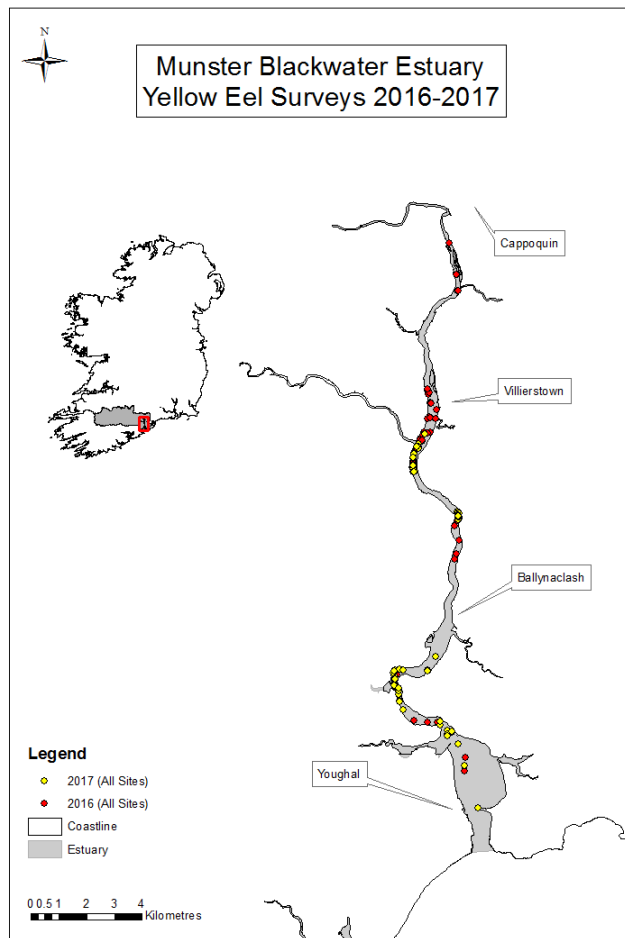 N
Munster Blackwater Estuary
Yellow Eel Surveys 2016-2017
Cappoquin
Villierstown
Ballynaclash
Youghal
Legend
2017 (All Sites)
2016 (All Sites)
Coastline
Estuary
0 0.5 1 2 3 4
Kilometres